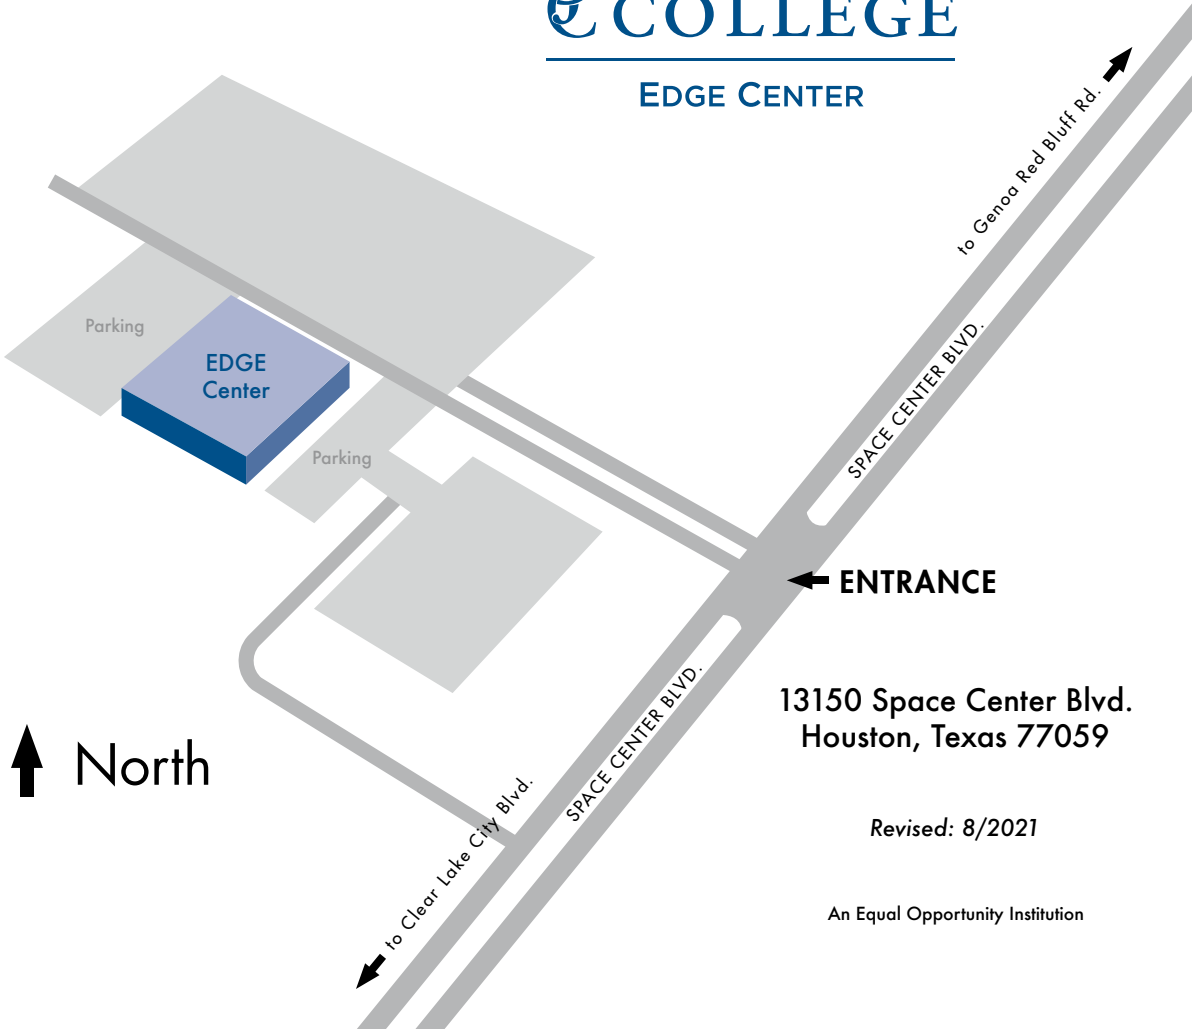 COLLEGE
EDGE CENTER
to Genoa Red Bluff Rd.
Parking
EDGE
Center
SPACE CENTER BLVD.
Parking
ENTRANCE
SPACE CENTER BLVD.
13150 Space Center Blvd.
Houston, Texas 77059
North
to Clear Lake City Blvd.
Revised: 8/2021
An Equal Opportunity Institution